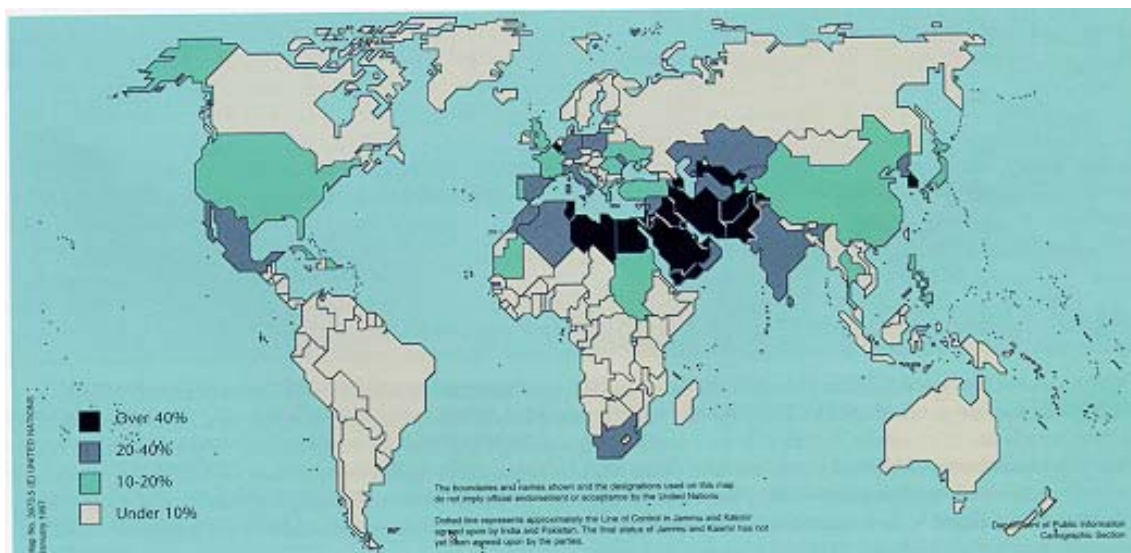 Over 40%
20-40%
10-20%
Under 10%
The boundaries and names shown and the designations used on this map
do not imply official endorsement or acceptance by the United Nations.
Dotted line represents approximately the Line of Control in Jammu and Kashmir
agreed upon by India and Pakistan. The final status of Jammu and Kashmir has not
yet been agreed upon by the parties.
Department of Public Information
Cartographic Section
UNITED NATIONS
January 1997